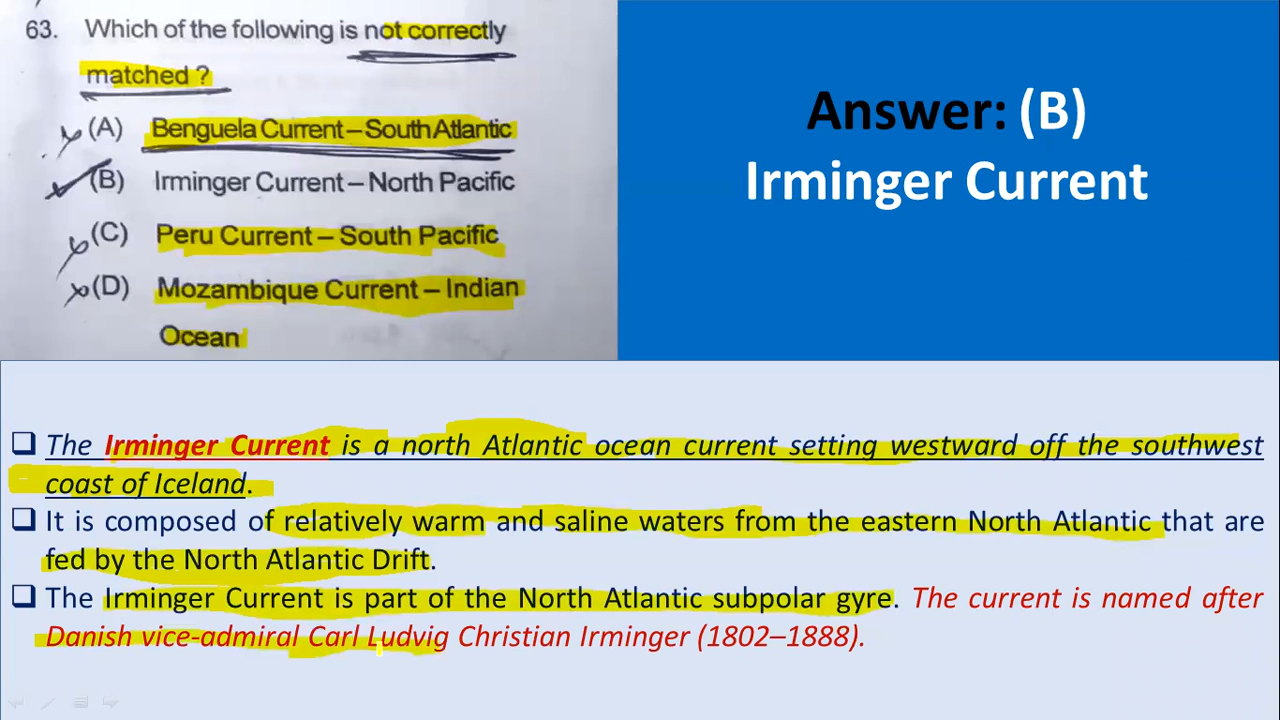 63. Which of the following is not correctly
matched ?
(A) Benguela Current – South Atlantic
(B) Irminger Current – North Pacific
(C) Peru Current – South Pacific
(D) Mozambique Current – Indian
Ocean
Answer: (B)
Irminger Current
The Irminger Current is a north Atlantic ocean current setting westward off the southwest
coast of Iceland.
It is composed of relatively warm and saline waters from the eastern North Atlantic that are
fed by the North Atlantic Drift.
The Irminger Current is part of the North Atlantic subpolar gyre. The current is named after
Danish vice-admiral Carl Ludvig Christian Irminger (1802–1888).